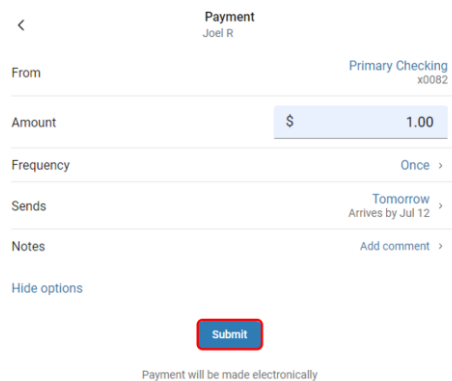 Payment
Joel R
From
Primary Checking
x0082
Amount
$ 1.00
Frequency
Once
Sends
Tomorrow
Arrives by Jul 12
Notes
Add comment
Hide options
Submit
Payment will be made electronically